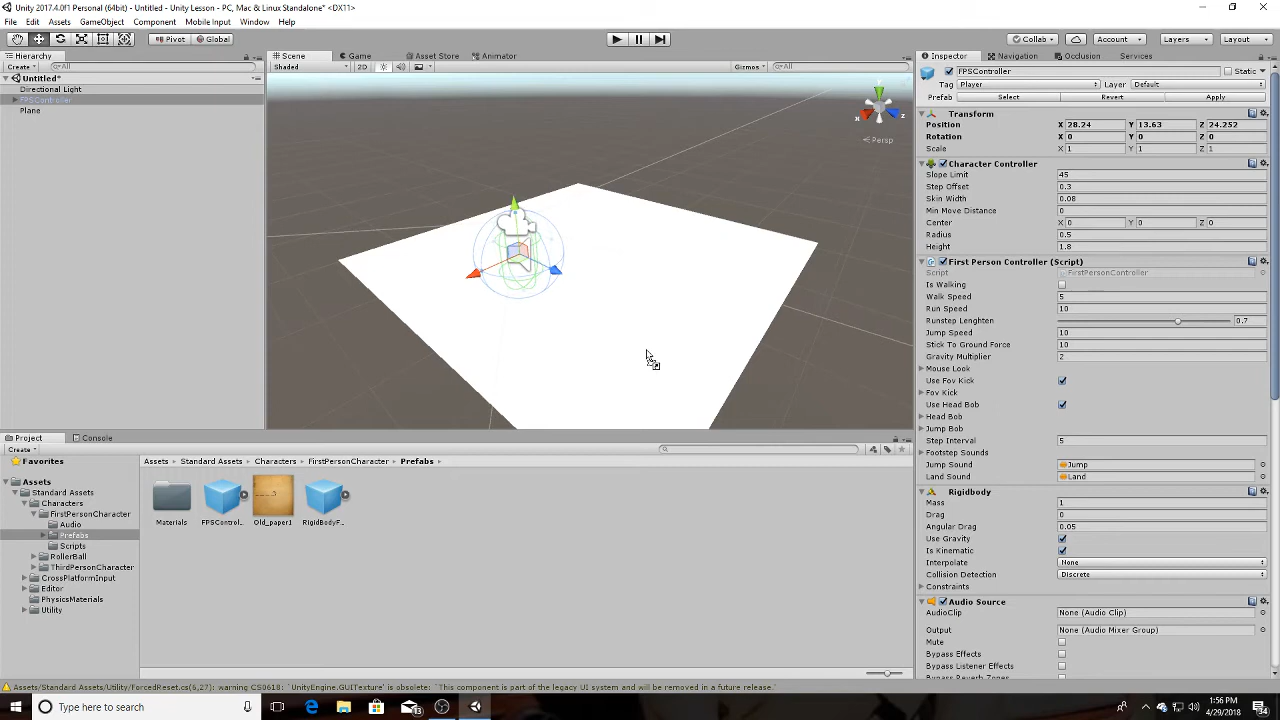 Unity 2017.4.0f1 Personal (64bit) - Untitled - Unity Lesson - PC, Mac & Linux Standalone* <DX11>
File Edit Assets GameObject Component Mobile Input Window Help
Pivot Global Collab Account Layers Layout
Hierarchy Scene Game Asset Store Animator Inspector Navigation Occlusion Services
Create All Shaded 2D Gizmos All
FPSController Static
Untitled*
Tag Player Layer Default
Directional Light
Prefab Select Revert Apply
FPSController
Plane
Transform
Position X 28.24 Y 13.63 Z 24.252
Rotation X 0 Y 0 Z 0
Scale X 1 Y 1 Z 1
y
x
z
Persp
Character Controller
Slope Limit 45
Step Offset 0.3
Skin Width 0.08
Min Move Distance 0
Center X 0 Y 0 Z 0
Radius 0.5
Height 1.8
First Person Controller (Script)
Script FirstPersonController
Is Walking
Walk Speed 5
Run Speed 10
Runstep Lenghten 0.7
Jump Speed 10
Stick To Ground Force 10
Gravity Multiplier 2
Mouse Look
Use Fov Kick
Fov Kick
Use Head Bob
Head Bob
Jump Bob
Step Interval 5
Footstep Sounds
Jump Sound Jump
Land Sound Land
Rigidbody
Mass 1
Drag 0
Angular Drag 0.05
Use Gravity
Is Kinematic
Interpolate None
Collision Detection Discrete
Constraints
Audio Source
AudioClip None (Audio Clip)
Output None (Audio Mixer Group)
Mute
Bypass Effects
Bypass Listener Effects
Bypass Reverb Zones
Project Console
Create
Favorites
Assets
Standard Assets
Characters
FirstPersonCharacter
Audio
Prefabs
Scripts
RollerBall
ThirdPersonCharacter
CrossPlatformInput
Editor
PhysicsMaterials
Utility
Assets Standard Assets Characters FirstPersonCharacter Prefabs
Materials FPSControl... Old_paper1 RigidBodyF...
Assets/Standard Assets/Utility/ForcedReset.cs(6,27): warning CS0618: `UnityEngine.GUITexture' is obsolete: `This component is part of the legacy UI system and will be removed in a future release.'
Type here to search
13
1:56 PM
4/29/2018